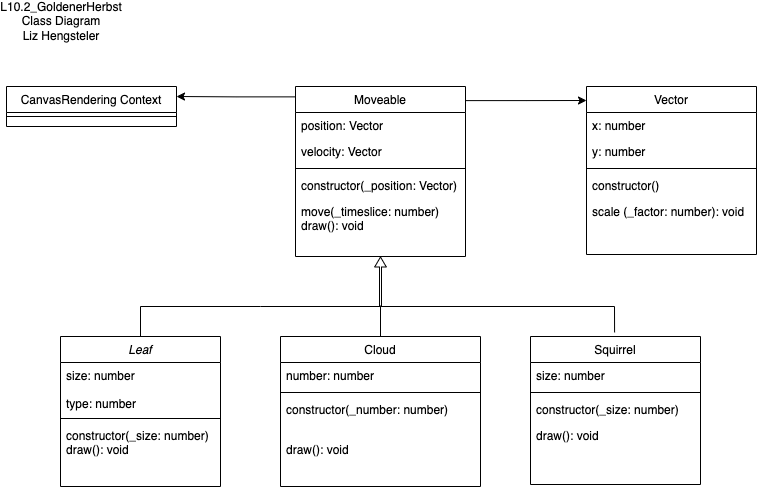 L10.2_GoldenerHerbst
Class Diagram
Liz Hengsteler
CanvasRendering Context
Moveable
position: Vector
velocity: Vector
constructor(_position: Vector)
move(_timeslice: number)
draw(): void
Vector
x: number
y: number
constructor()
scale (_factor: number): void
Leaf
size: number
type: number
constructor(_size: number)
draw(): void
Cloud
number: number
constructor(_number: number)
draw(): void
Squirrel
size: number
constructor(_size: number)
draw(): void